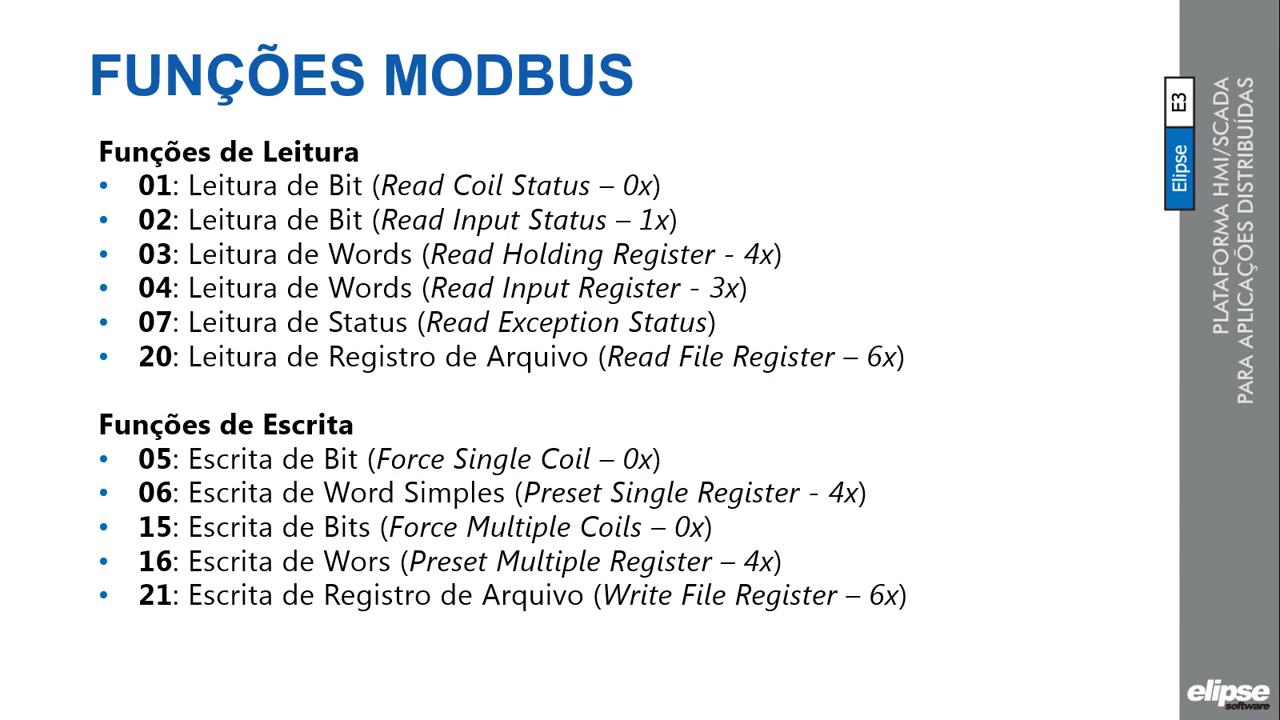 FUNÇÕES MODBUS
Funções de Leitura
• 01: Leitura de Bit (Read Coil Status – 0x)
• 02: Leitura de Bit (Read Input Status – 1x)
• 03: Leitura de Words (Read Holding Register - 4x)
• 04: Leitura de Words (Read Input Register - 3x)
• 07: Leitura de Status (Read Exception Status)
• 20: Leitura de Registro de Arquivo (Read File Register – 6x)
Funções de Escrita
• 05: Escrita de Bit (Force Single Coil – 0x)
• 06: Escrita de Word Simples (Preset Single Register - 4x)
• 15: Escrita de Bits (Force Multiple Coils – 0x)
• 16: Escrita de Wors (Preset Multiple Register – 4x)
• 21: Escrita de Registro de Arquivo (Write File Register – 6x)
Elipse E3
PLATAFORMA HMI/SCADA
PARA APLICAÇÕES DISTRIBUÍDAS
elipse
software